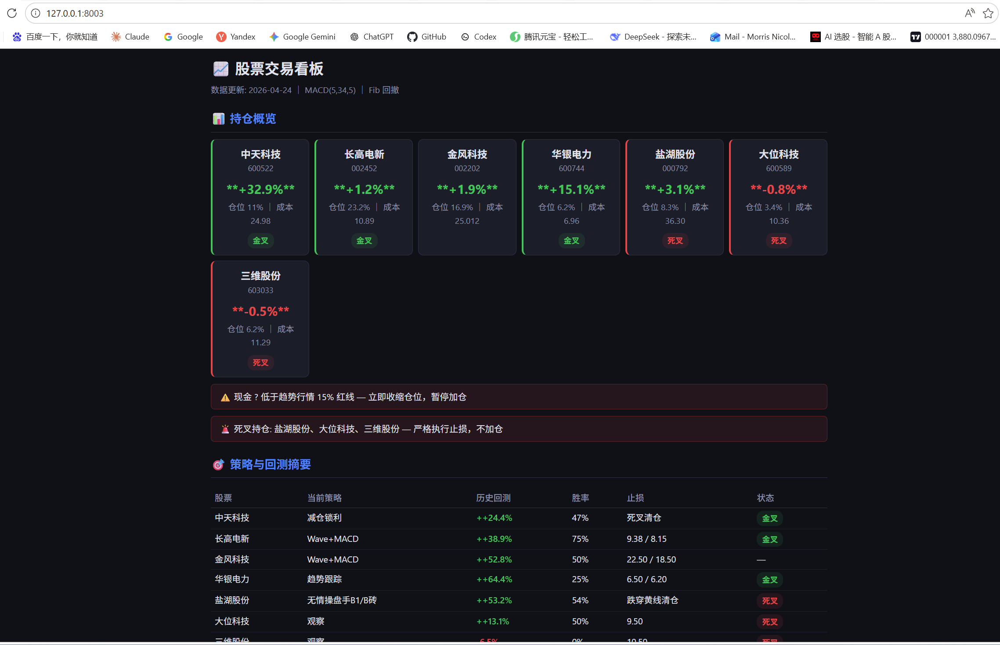 127.0.0.1:8003
百度一下，你就知道 Claude Google Yandex Google Gemini ChatGPT GitHub Codex 腾讯元宝 - 轻松工... DeepSeek - 探索未... Mail - Morris Nicol... AI 选股 - 智能 A 股... 000001 3,880.0967...
股票交易看板
数据更新: 2026-04-24 | MACD(5,34,5) | Fib 回撤
持仓概览
中天科技
600522
**+32.9%**
仓位 11% | 成本
24.98
金叉
长高电新
002452
**+1.2%**
仓位 23.2% | 成本
10.89
金叉
金风科技
002202
**+1.9%**
仓位 16.9% | 成本
25.012
华银电力
600744
**+15.1%**
仓位 6.2% | 成本
6.96
金叉
盐湖股份
000792
**+3.1%**
仓位 8.3% | 成本
36.30
死叉
大位科技
600589
**-0.8%**
仓位 3.4% | 成本
10.36
死叉
三维股份
603033
**-0.5%**
仓位 6.2% | 成本
11.29
死叉
现金 ? 低于趋势行情 15% 红线 — 立即收缩仓位，暂停加仓
死叉持仓: 盐湖股份、大位科技、三维股份 — 严格执行止损，不加仓
策略与回测摘要
股票 当前策略 历史回测 胜率 止损 状态
中天科技 减仓锁利 ++24.4% 47% 死叉清仓 金叉
长高电新 Wave+MACD ++38.9% 75% 9.38 / 8.15 金叉
金风科技 Wave+MACD ++52.8% 50% 22.50 / 18.50 —
华银电力 趋势跟踪 ++64.4% 25% 6.50 / 6.20 金叉
盐湖股份 无情操盘手B1/B砖 ++53.2% 54% 跌穿黄线清仓 死叉
大位科技 观察 ++13.1% 50% 9.50 死叉
三维股份 观察 -6.5% 0% 10.50 死叉